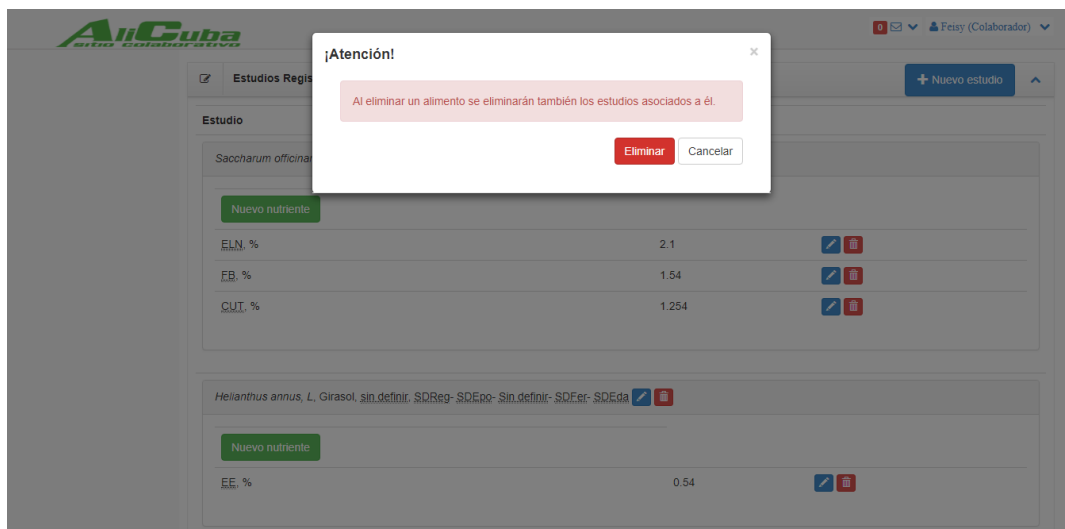 AliCuba
sitio colaborativo
0 Feisy (Colaborador)
¡Atención!
×
Estudios Regis
+ Nuevo estudio
Al eliminar un alimento se eliminarán también los estudios asociados a él.
Estudio
Eliminar Cancelar
Saccharum officinar
Nuevo nutriente
ELN, % 2.1
FB, % 1.54
CUT, % 1.254
Helianthus annus, L, Girasol, sin definir, SDReg- SDEpo- Sin definir- SDFer- SDEda
Nuevo nutriente
EE, % 0.54